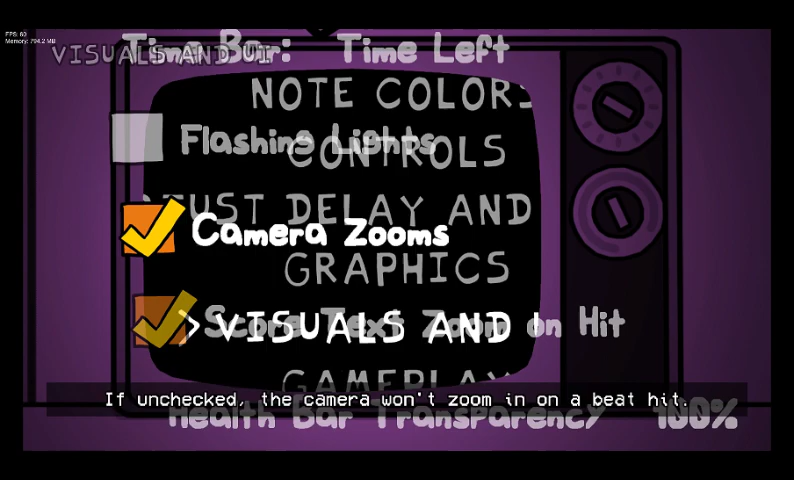 FPS: 60
Memory: 794.2 MB
VISUALS AND UI
Time Bar: Time Left
NOTE COLORS
Flashing Lights
CONTROLS
JUST DELAY AND
Camera Zooms
GRAPHICS
Score Text Zoom on Hit
> VISUALS AND
GAMEPLAY
If unchecked, the camera won't zoom in on a beat hit.
Health Bar Transparency 100%